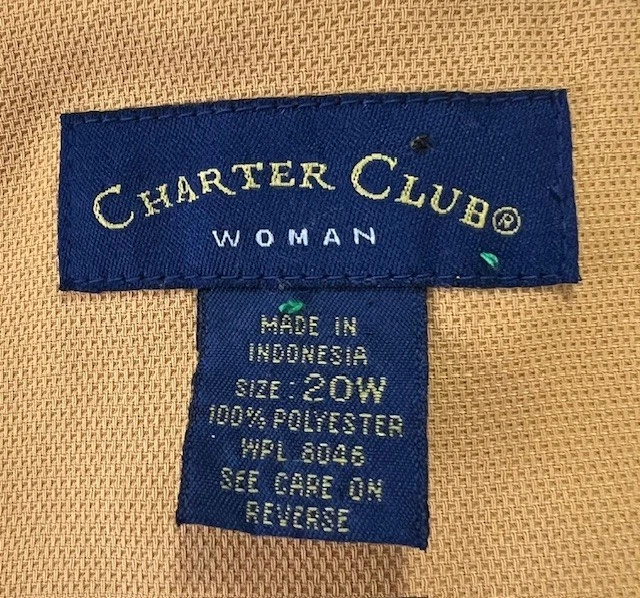 CHARTER CLUB®
WOMAN
MADE IN
INDONESIA
SIZE: 20W
100% POLYESTER
WPL 8046
SEE CARE ON
REVERSE